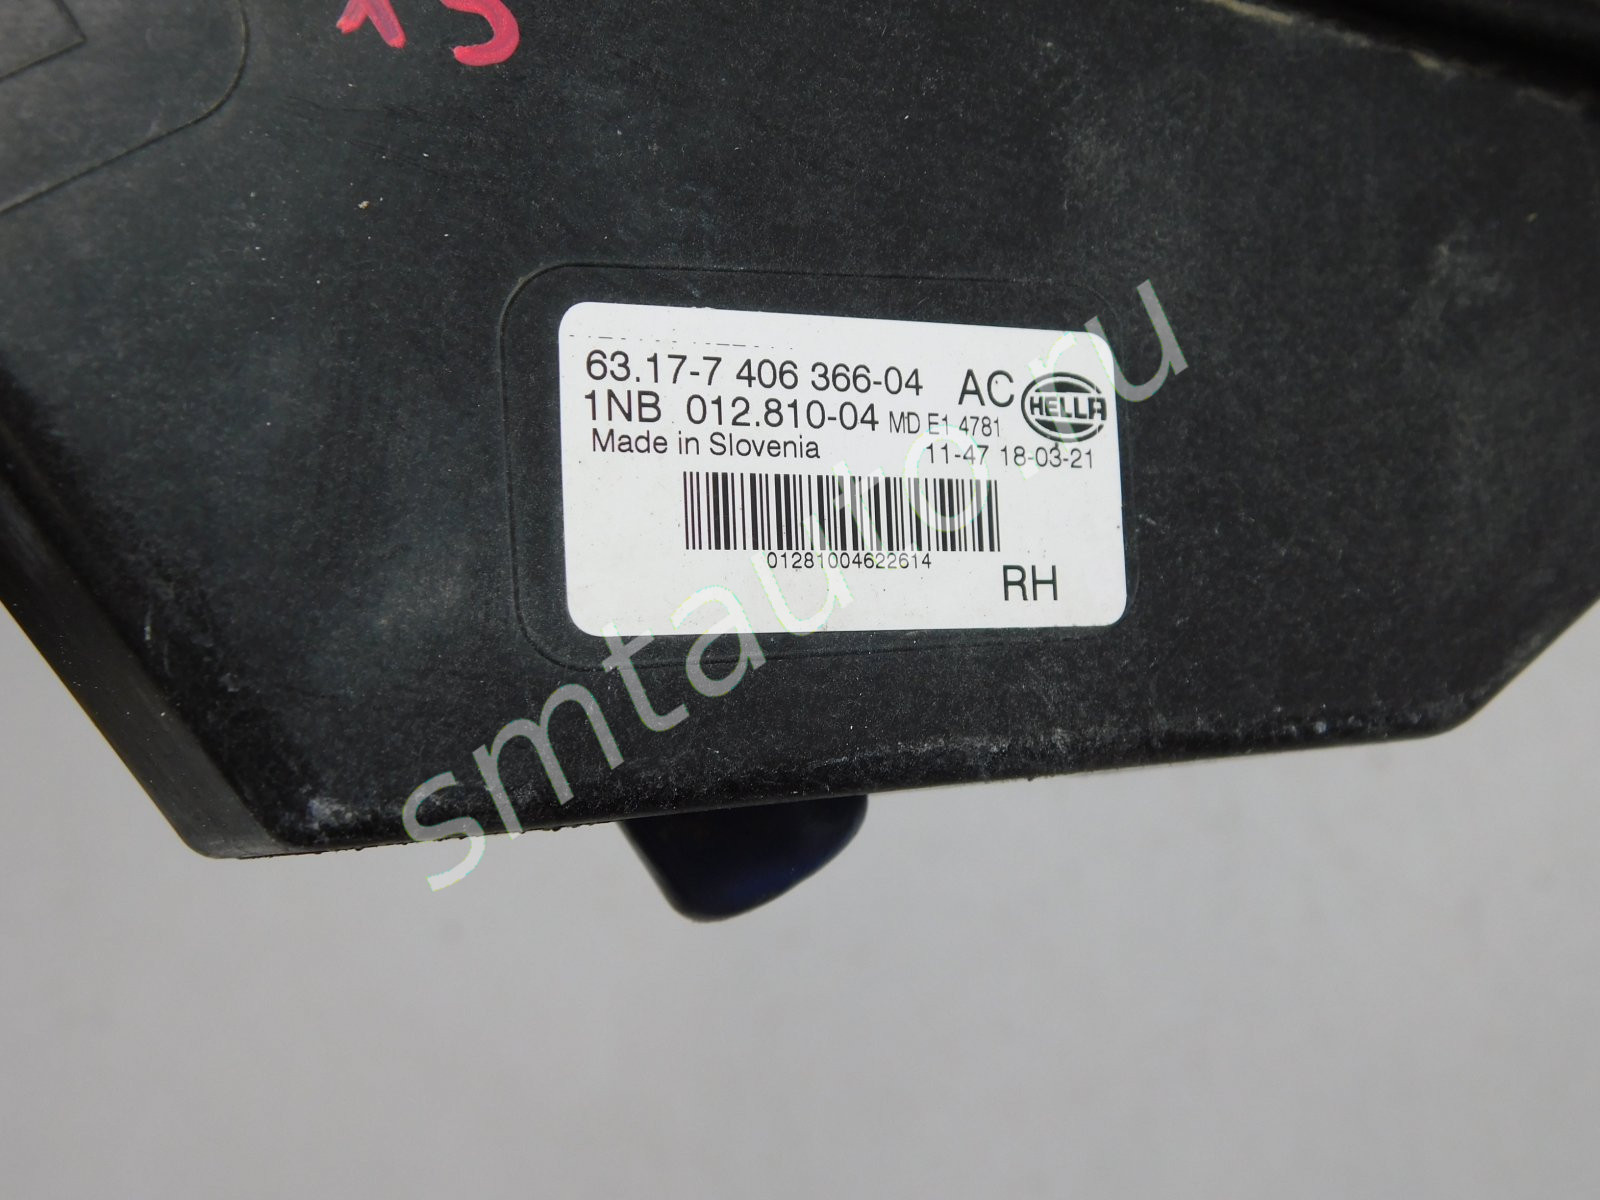 15
63.17-7 406 366-04 AC HELLA
1NB 012.810-04 MD E1 4781
Made in Slovenia 11-47 18-03-21
01281004622614
RH
smtauto.ru